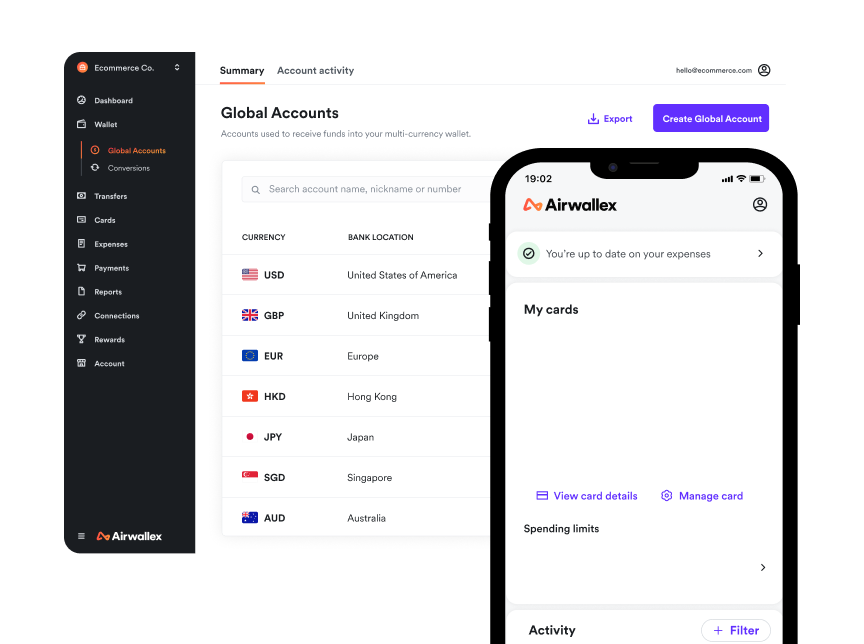 Ecommerce Co.
Dashboard
Wallet
Global Accounts
Conversions
Transfers
Cards
Expenses
Payments
Reports
Connections
Rewards
Account
Airwallex
Summary Account activity
hello@ecommerce.com
Global Accounts
Accounts used to receive funds into your multi-currency wallet.
Export
Create Global Account
Search account name, nickname or number
CURRENCY BANK LOCATION
USD United States of America
GBP United Kingdom
EUR Europe
HKD Hong Kong
JPY Japan
SGD Singapore
AUD Australia
19:02
Airwallex
You're up to date on your expenses
My cards
View card details Manage card
Spending limits
Activity + Filter